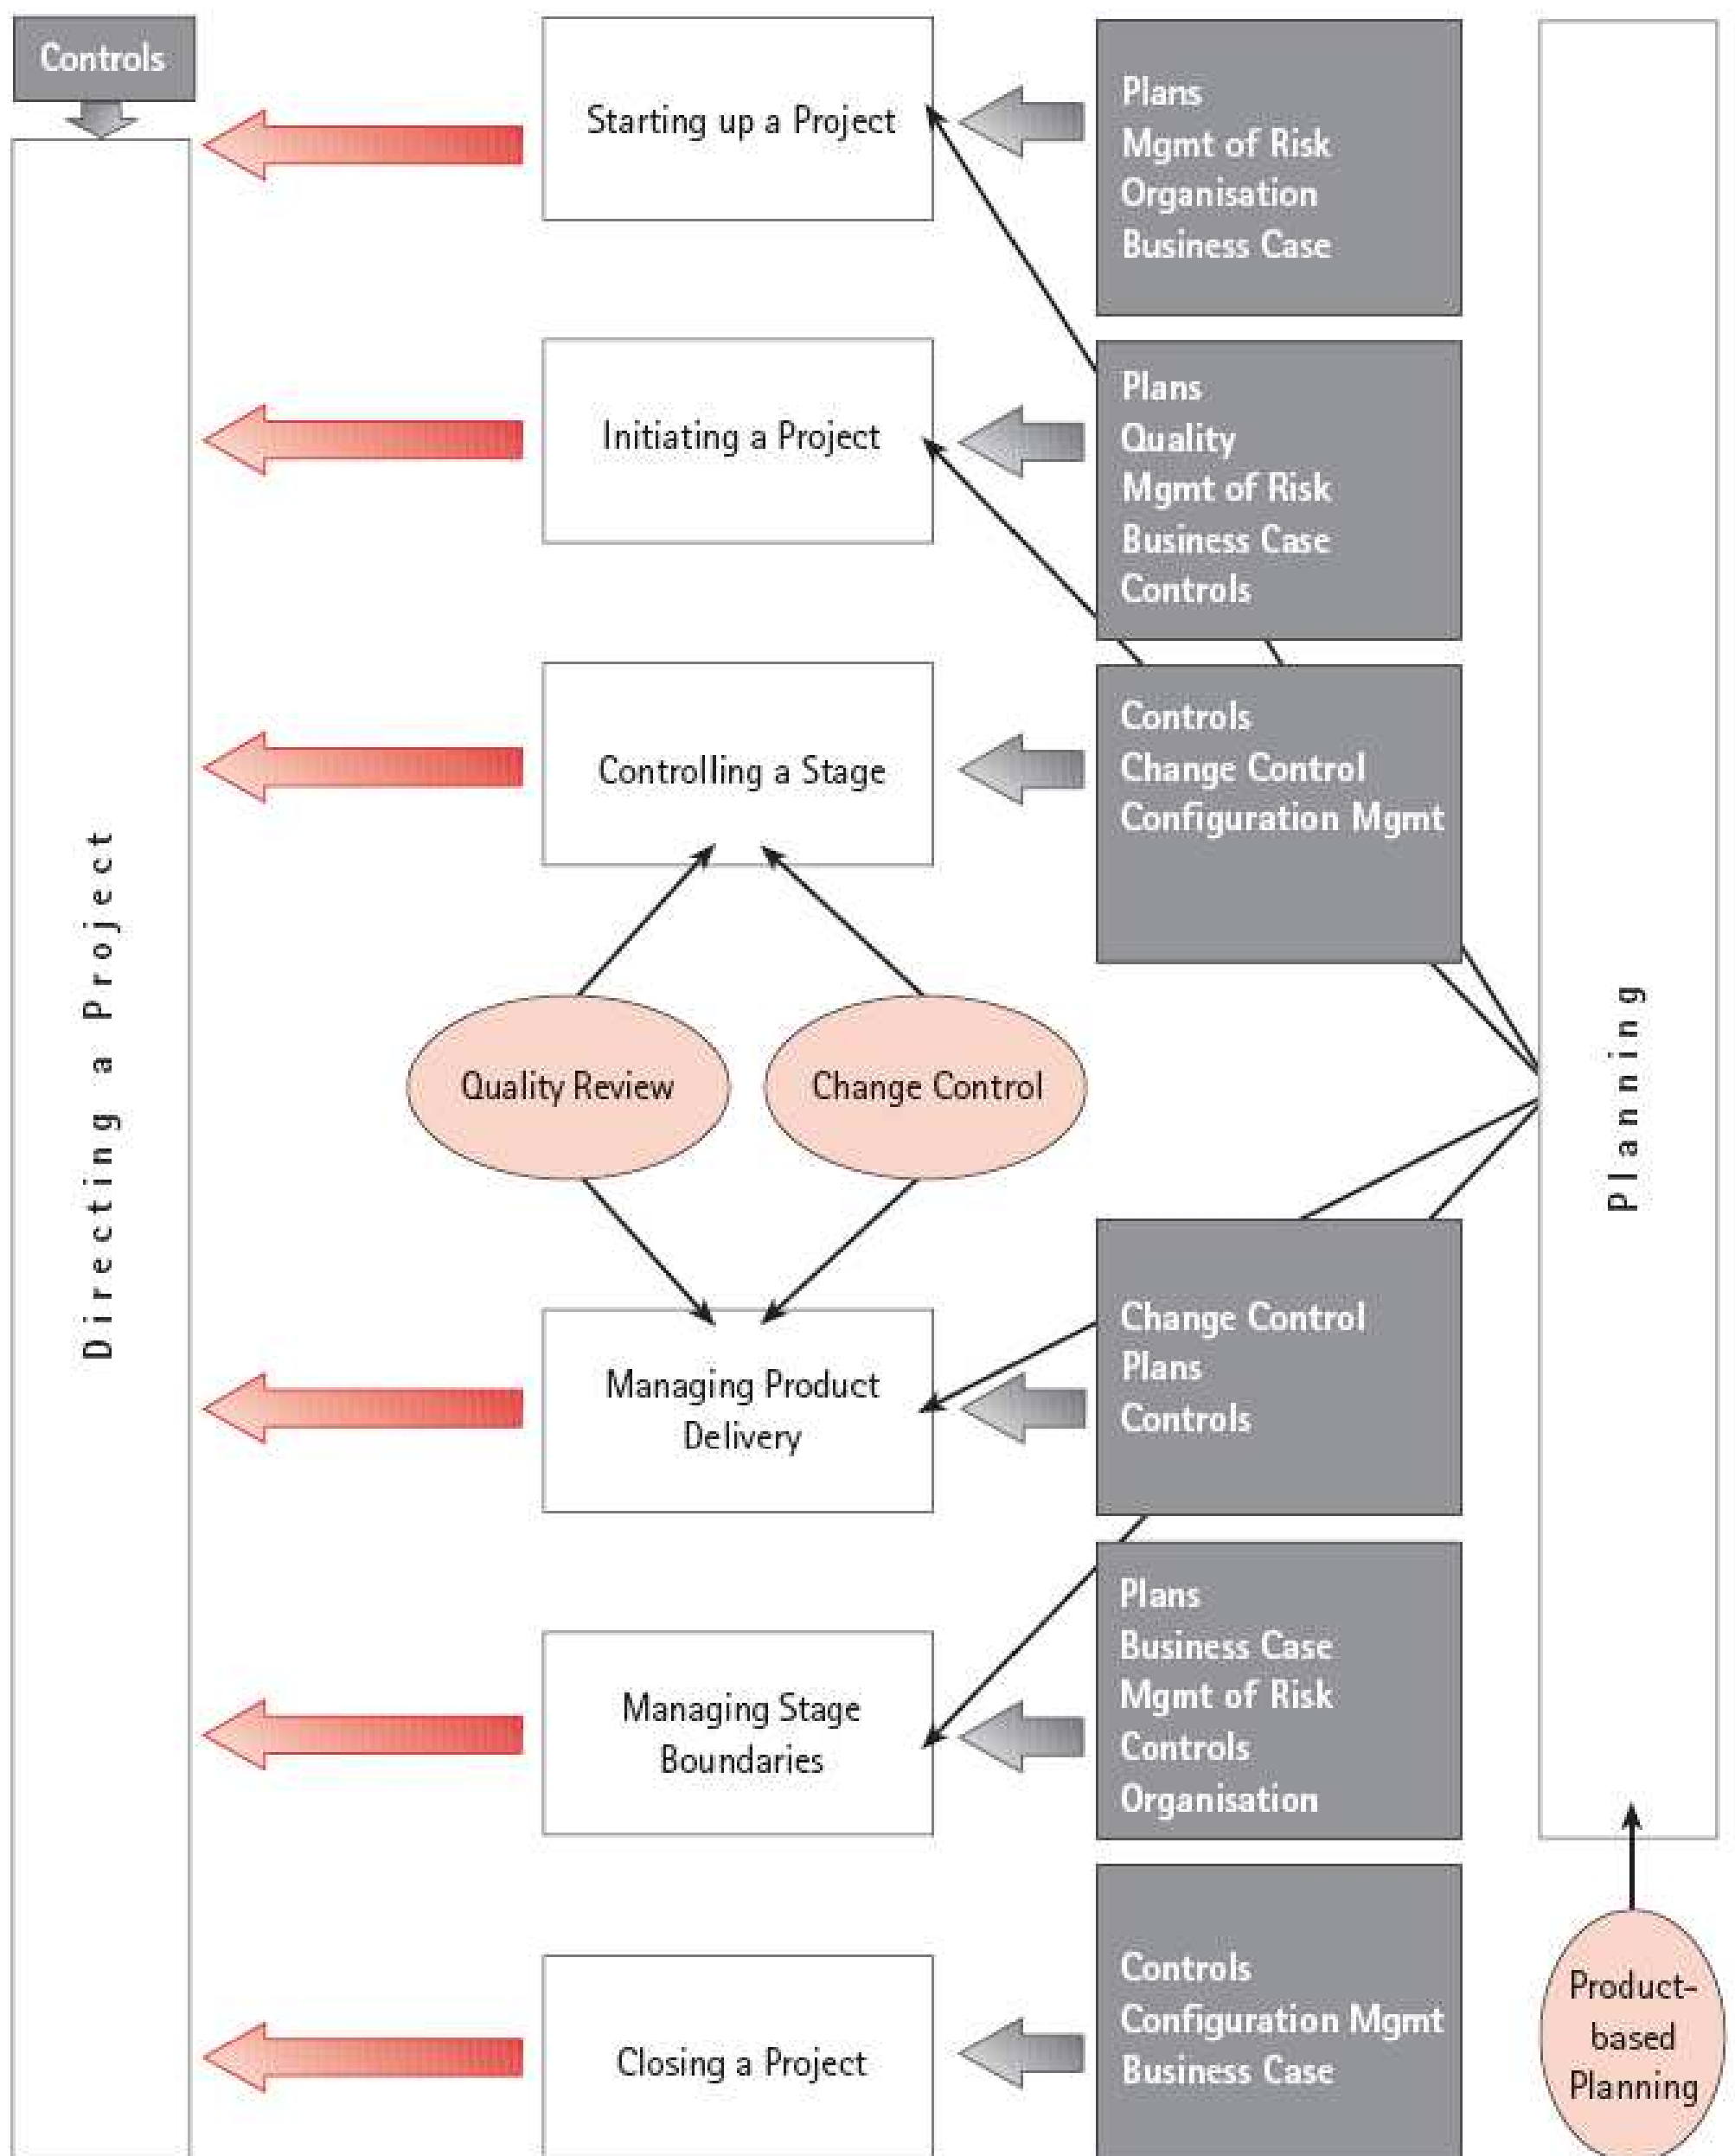 Controls
Directing a Project
Starting up a Project
Plans
Mgmt of Risk
Organisation
Business Case
Initiating a Project
Plans
Quality
Mgmt of Risk
Business Case
Controls
Controlling a Stage
Controls
Change Control
Configuration Mgmt
Quality Review
Change Control
Planning
Managing Product
Delivery
Change Control
Plans
Controls
Managing Stage
Boundaries
Plans
Business Case
Mgmt of Risk
Controls
Organisation
Closing a Project
Controls
Configuration Mgmt
Business Case
Product-
based
Planning